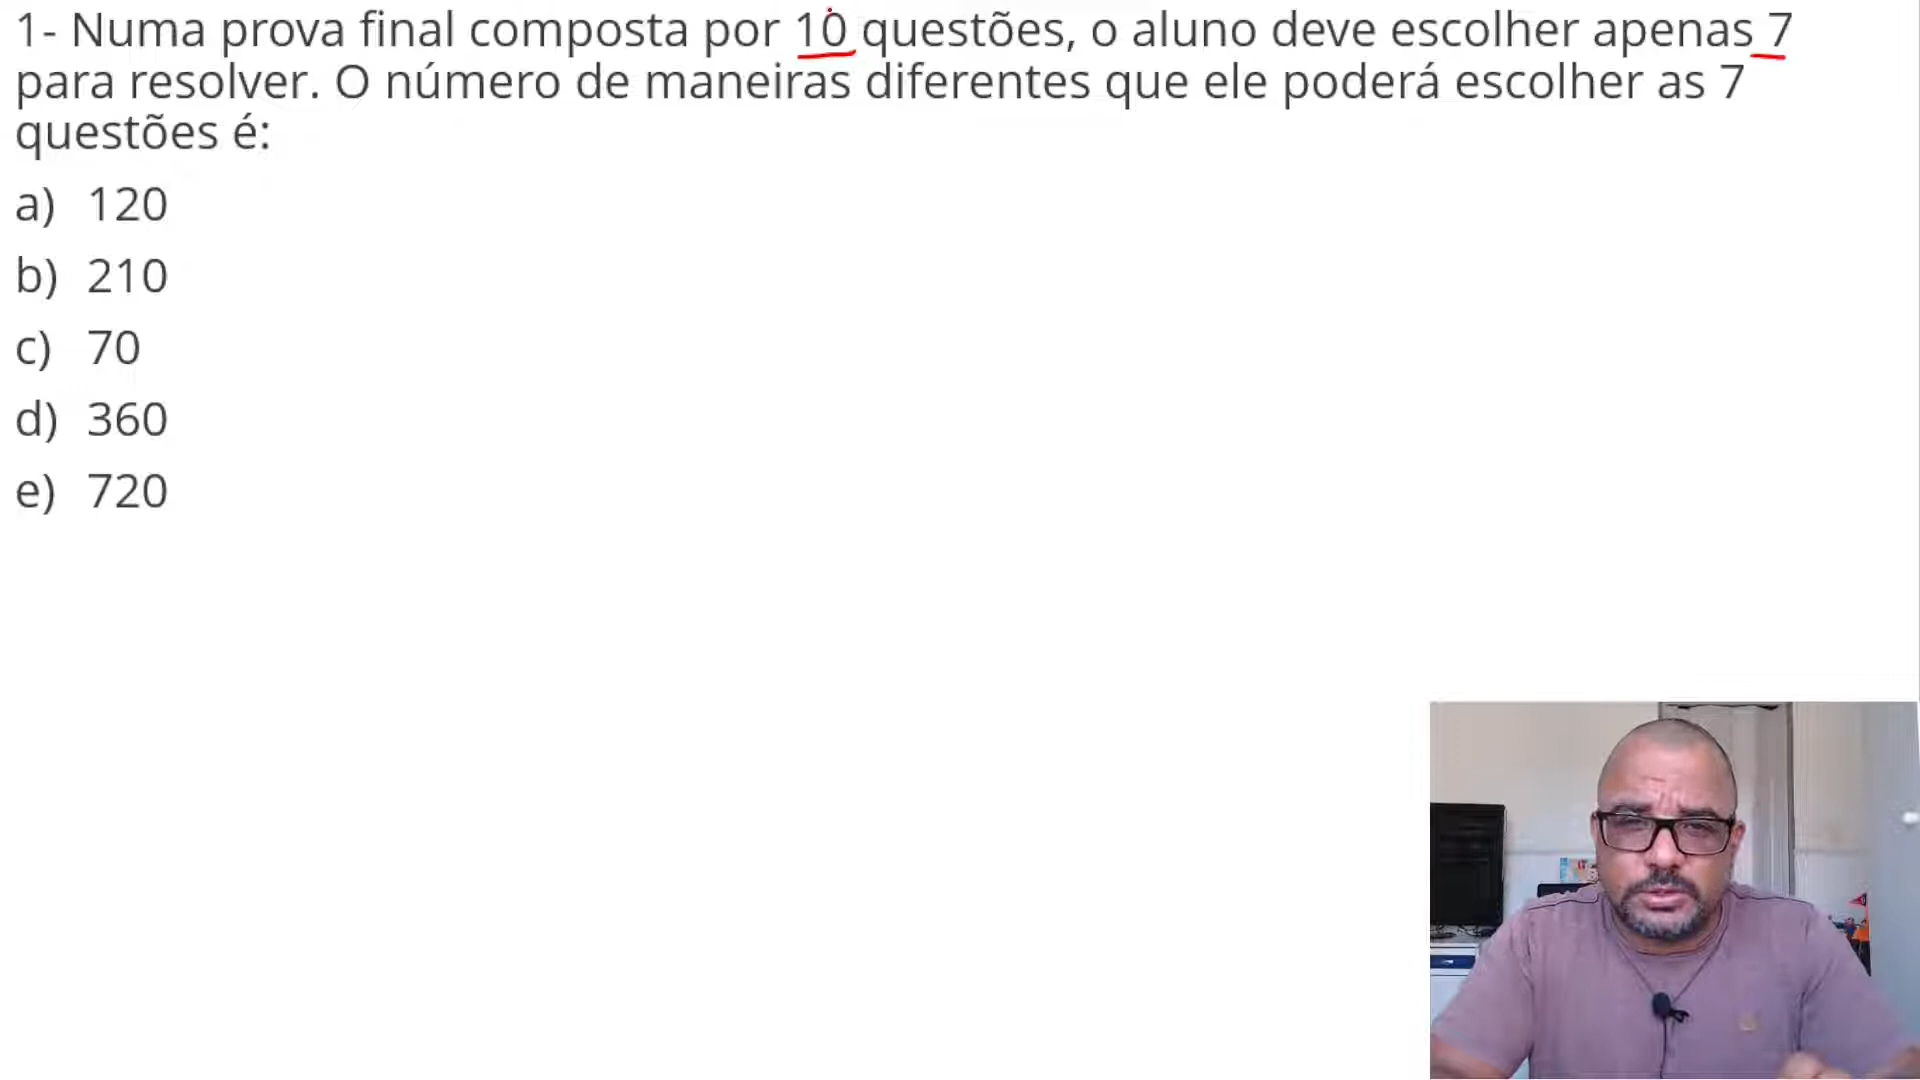 1- Numa prova final composta por 10 questões, o aluno deve escolher apenas 7
para resolver. O número de maneiras diferentes que ele poderá escolher as 7
questões é:
a) 120
b) 210
c) 70
d) 360
e) 720